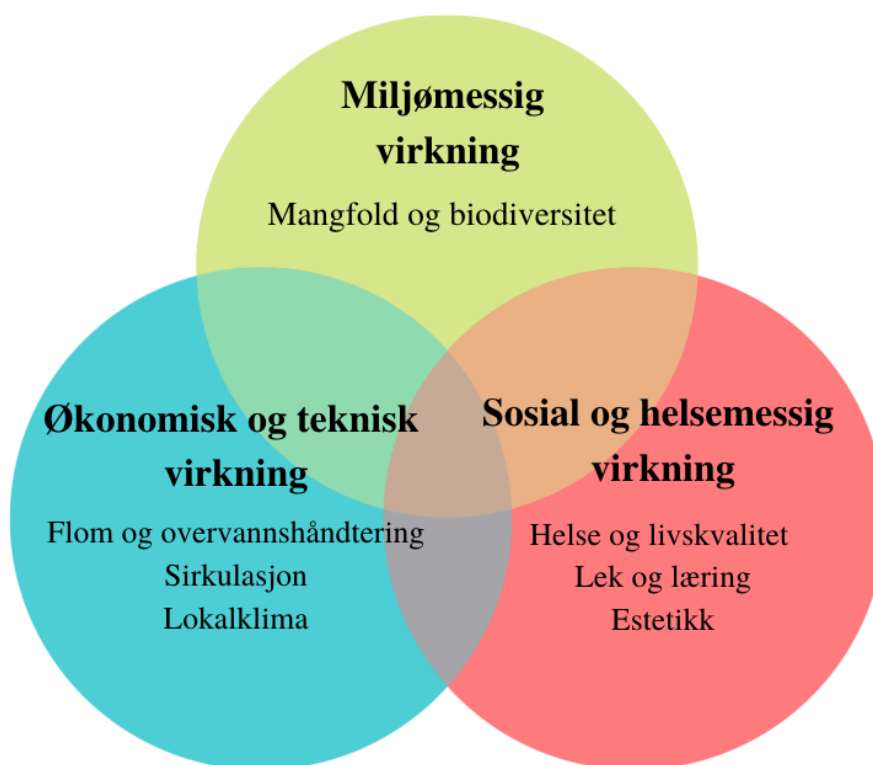 Miljømessig
virkning
Mangfold og biodiversitet
Økonomisk og teknisk
virkning
Flom og overvannshåndtering
Sirkulasjon
Lokalklima
Sosial og helsemessig
virkning
Helse og livskvalitet
Lek og læring
Estetikk